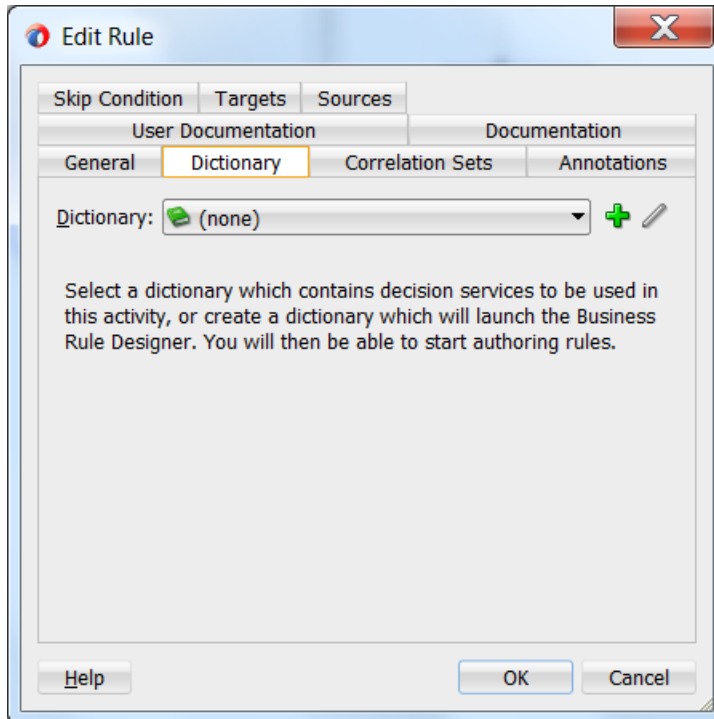 Edit Rule
Skip Condition Targets Sources
User Documentation Documentation
General Dictionary Correlation Sets Annotations
Dictionary: (none)
Select a dictionary which contains decision services to be used in
this activity, or create a dictionary which will launch the Business
Rule Designer. You will then be able to start authoring rules.
Help OK Cancel